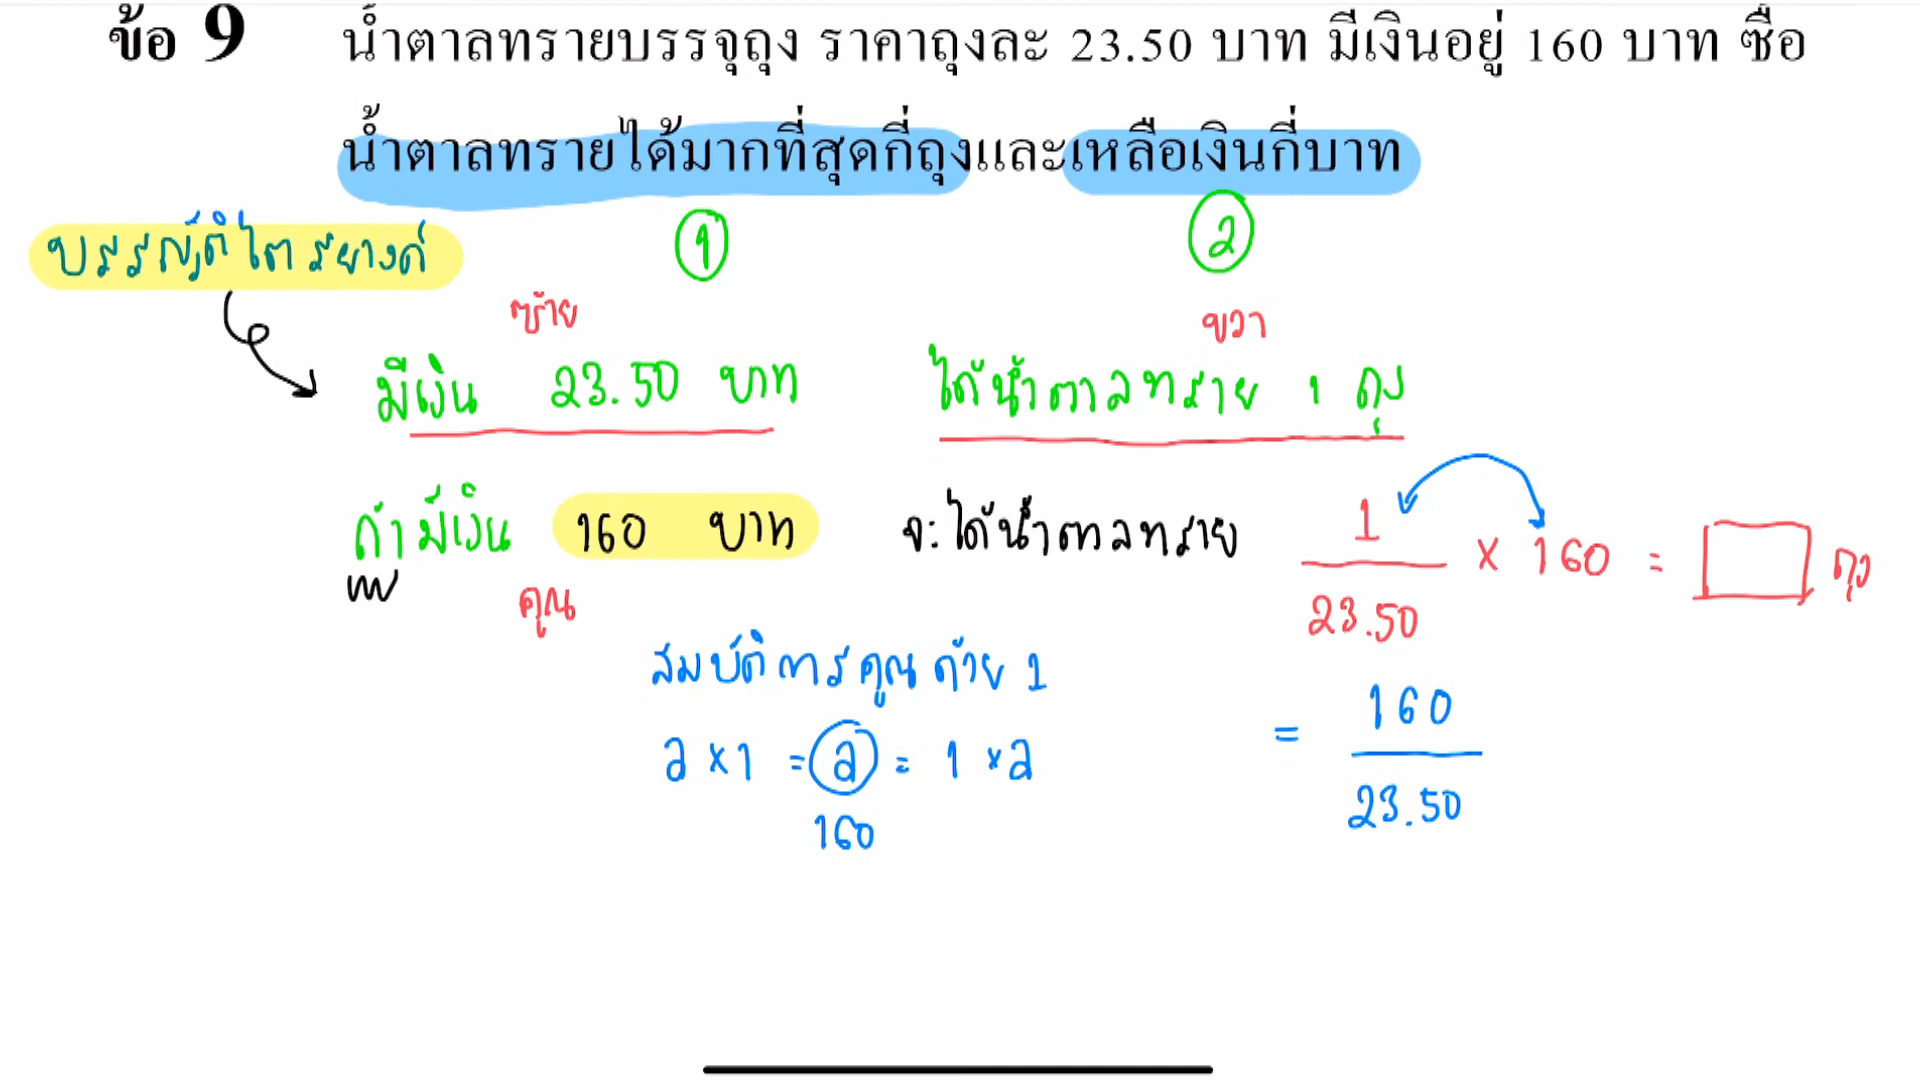 ข้อ 9 น้ำตาลทรายบรรจุถุง ราคาถุงละ 23.50 บาท มีเงินอยู่ 160 บาท ซื้อ
น้ำตาลทรายได้มากที่สุดกี่ถุงและเหลือเงินกี่บาท
บรรญัติไตรยางค์ 1 2
ซ้าย ขวา
มีเงิน 23.50 บาท ได้น้ำตาลทราย 1 ถุง
ถ้ามีเงิน 160 บาท จะได้น้ำตาลทราย 1/23.50 × 160 = ถุง
คูณ
สมบัติการคูณด้วย 1
a × 1 = a = 1 × a = 160/23.50
160